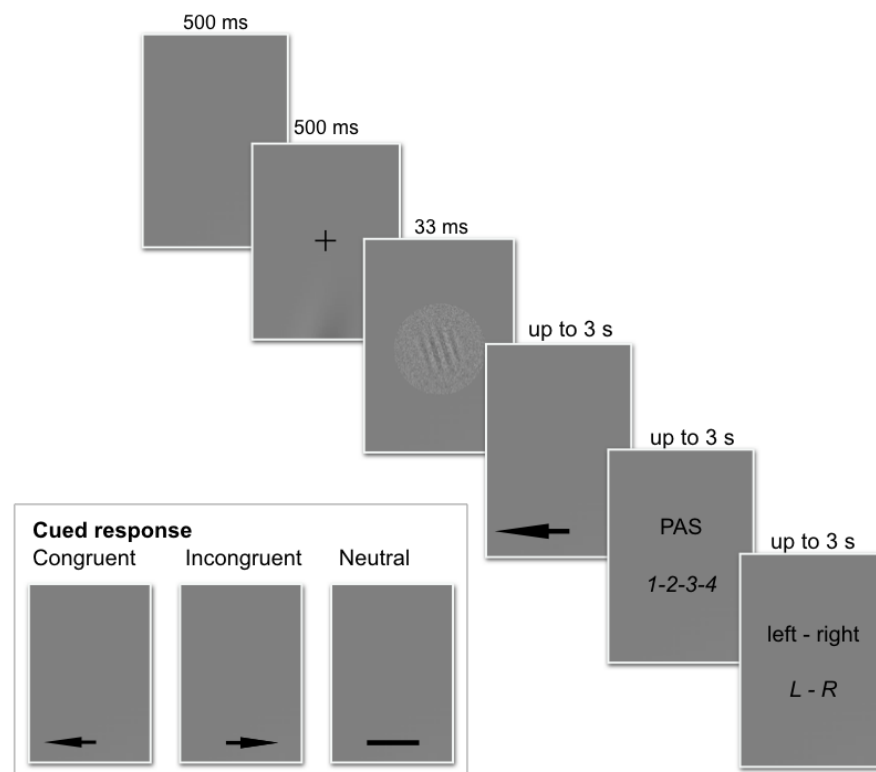 500 ms
500 ms
33 ms
up to 3 s
up to 3 s
PAS
1-2-3-4
up to 3 s
left - right
L - R
Cued response
Congruent Incongruent Neutral